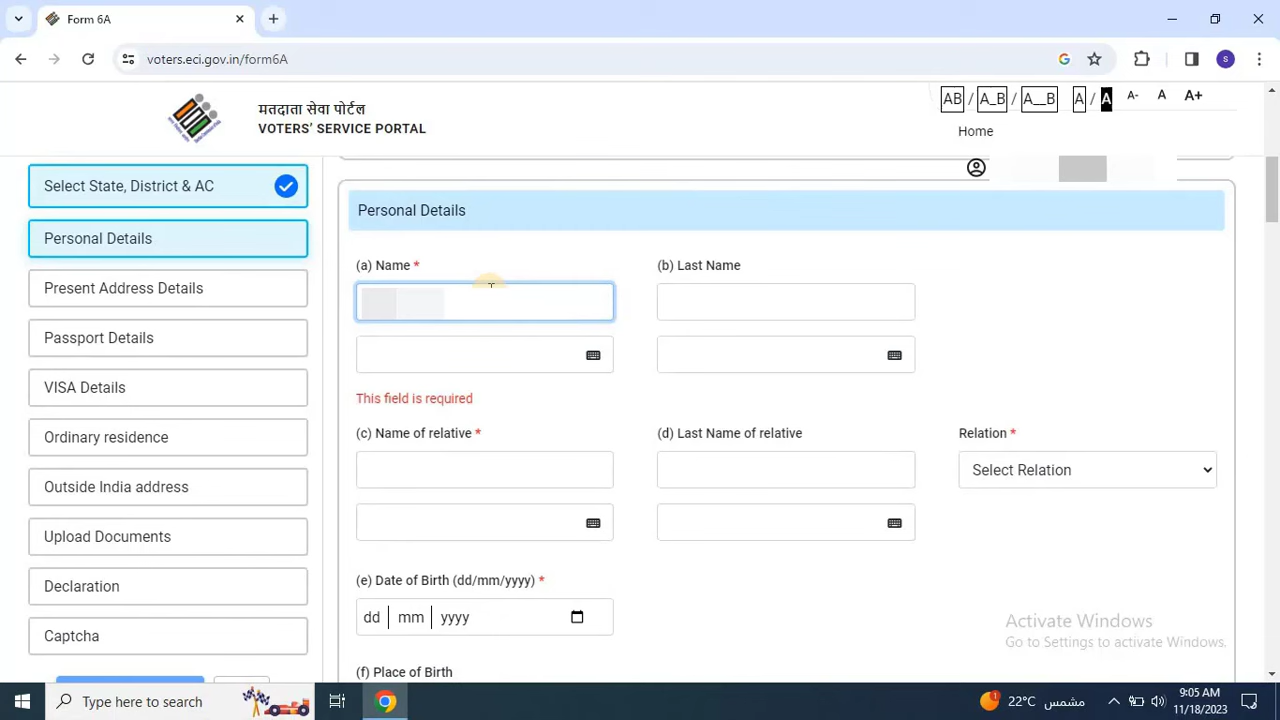 Form 6A
voters.eci.gov.in/form6A
S
मतदाता सेवा पोर्टल
VOTERS' SERVICE PORTAL
AB / A_B / A__B A / A A- A A+
Home
Select State, District & AC
Personal Details
Present Address Details
Passport Details
VISA Details
Ordinary residence
Outside India address
Upload Documents
Declaration
Captcha
Personal Details
(a) Name *
(b) Last Name
This field is required
(c) Name of relative *
(d) Last Name of relative
Relation *
Select Relation
(e) Date of Birth (dd/mm/yyyy) *
dd mm yyyy
(f) Place of Birth
Activate Windows
Go to Settings to activate Windows.
Type here to search
1
22°C مشمس
9:05 AM
11/18/2023